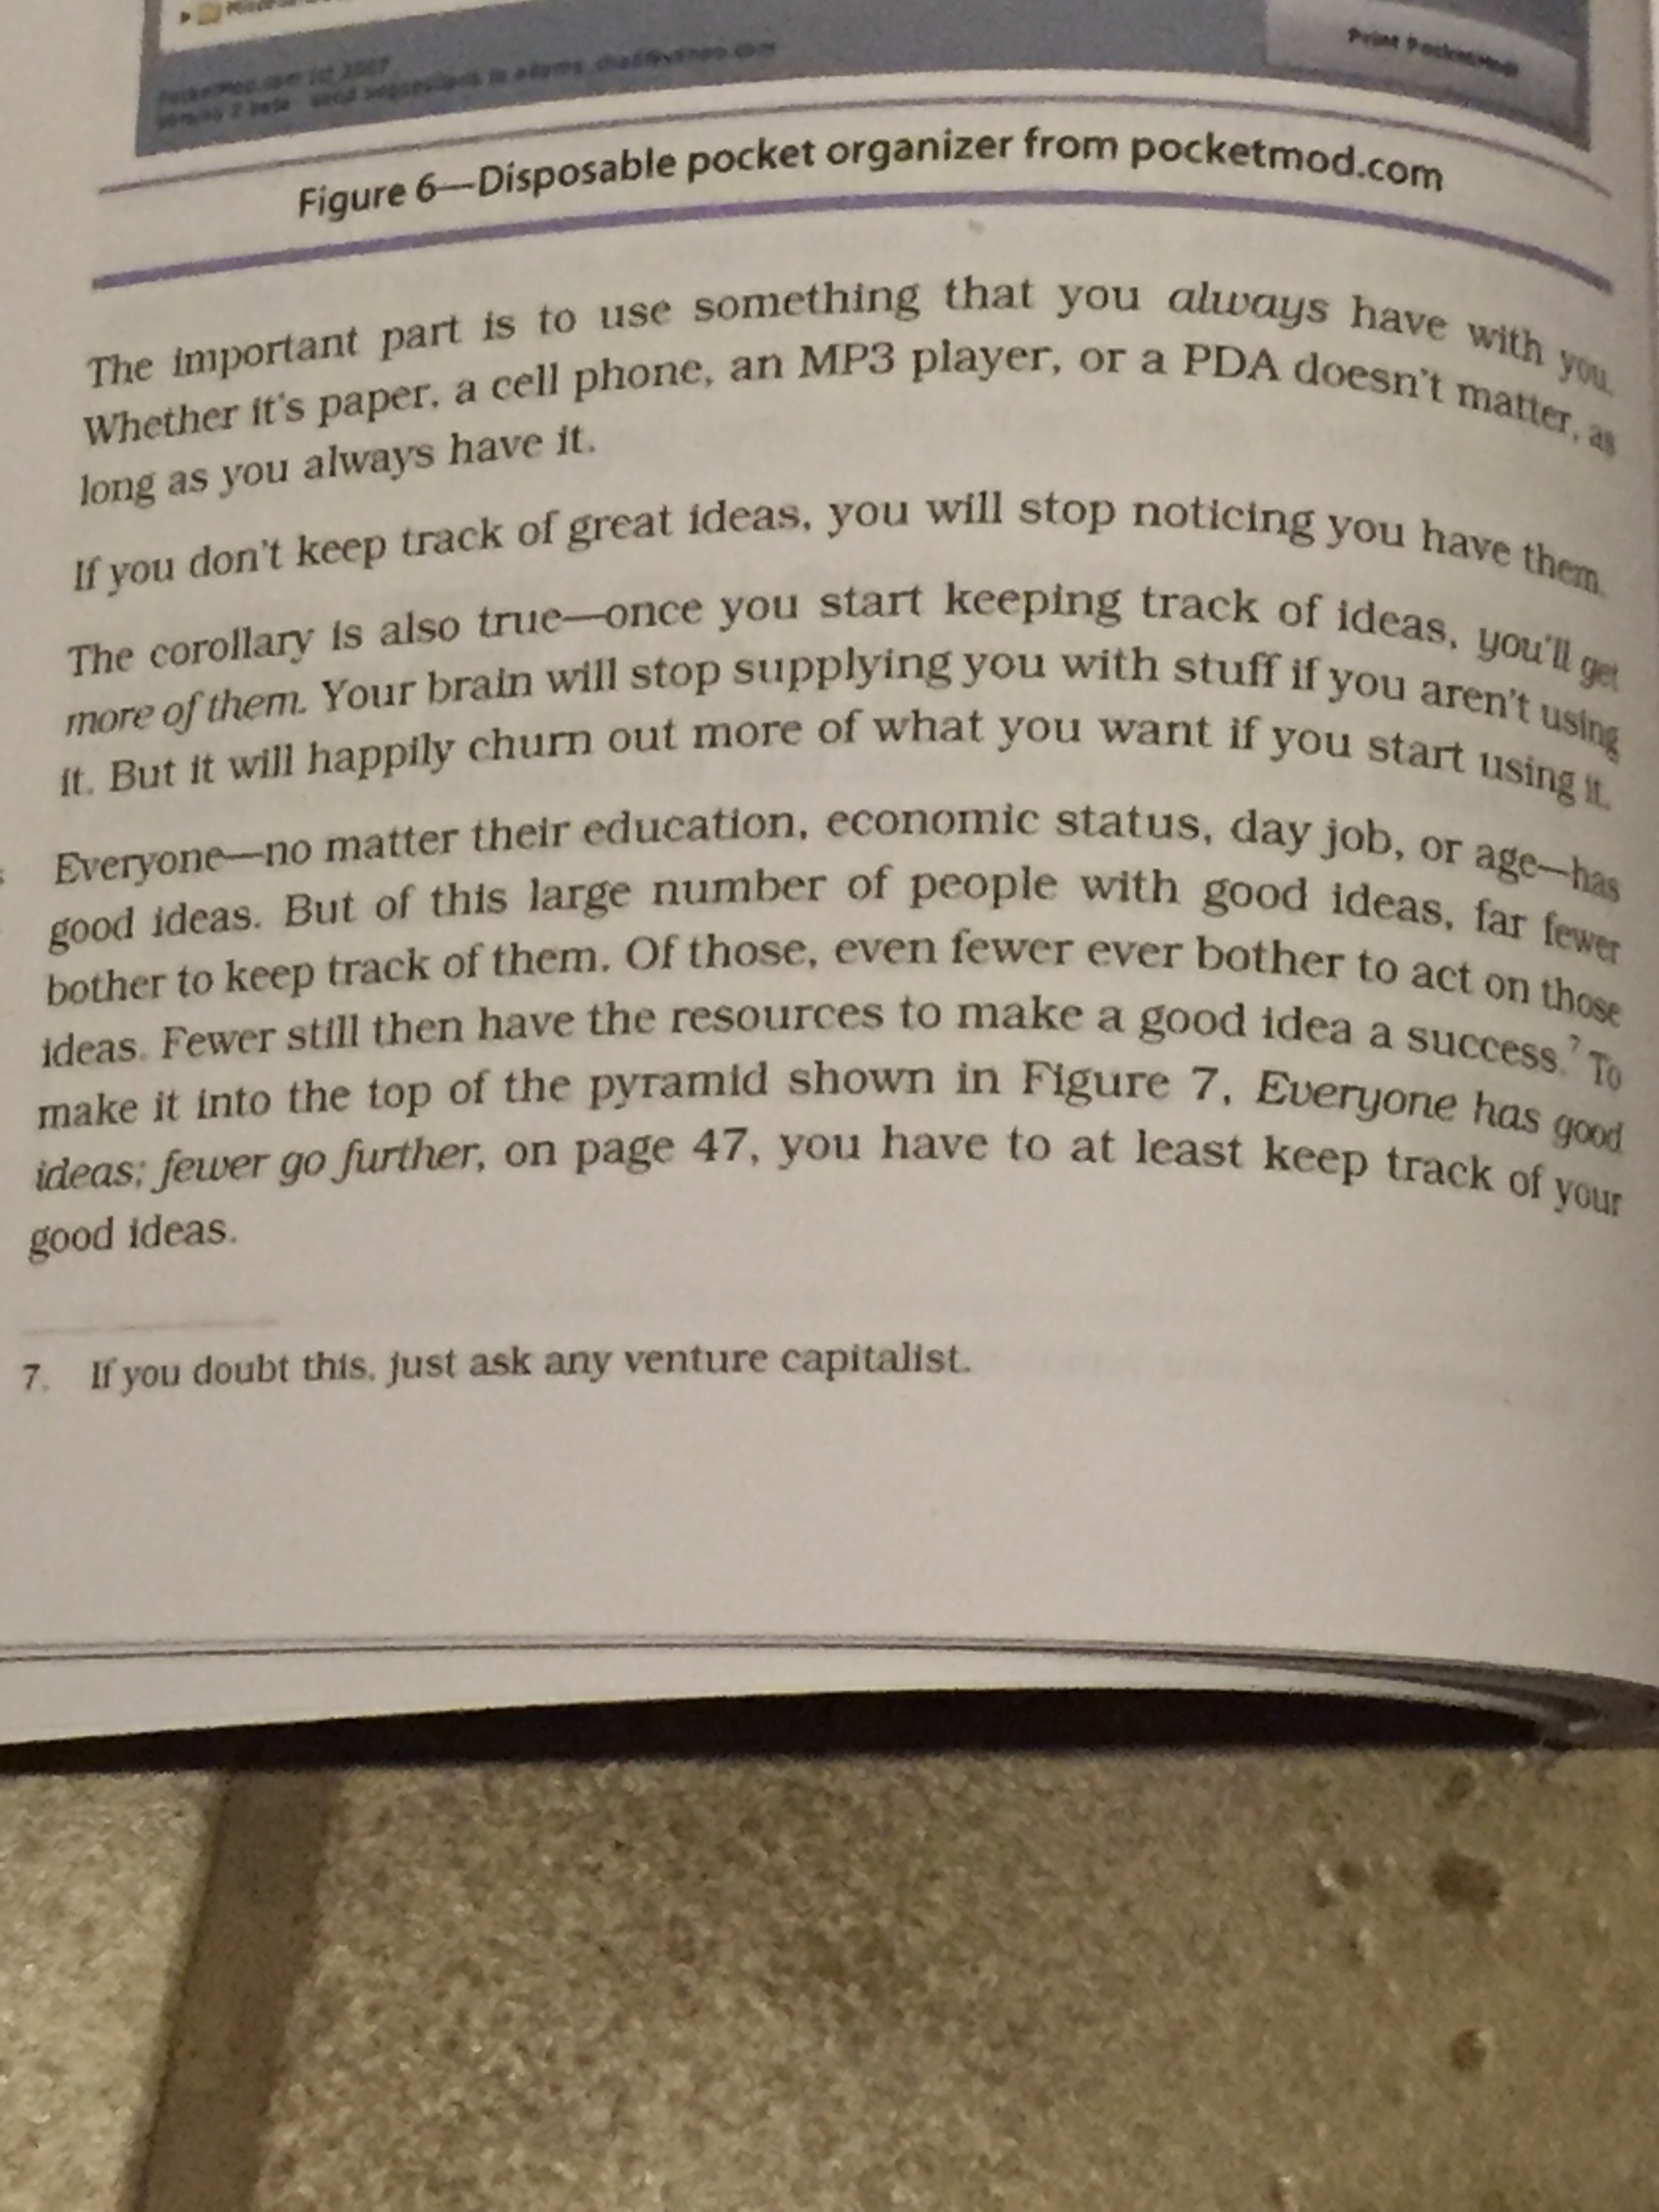 PocketMod.com (c) 2007
version 2 beta send suggestions to
Print PocketMod!
Figure 6—Disposable pocket organizer from pocketmod.com
The important part is to use something that you always have with you.
Whether it's paper, a cell phone, an MP3 player, or a PDA doesn't matter, as
long as you always have it.
If you don't keep track of great ideas, you will stop noticing you have them.
The corollary is also true—once you start keeping track of ideas, you'll get
more of them. Your brain will stop supplying you with stuff if you aren't using
it. But it will happily churn out more of what you want if you start using it.
Everyone—no matter their education, economic status, day job, or age—has
good ideas. But of this large number of people with good ideas, far fewer
bother to keep track of them. Of those, even fewer ever bother to act on those
ideas. Fewer still then have the resources to make a good idea a success.7 To
make it into the top of the pyramid shown in Figure 7, Everyone has good
ideas; fewer go further, on page 47, you have to at least keep track of your
good ideas.
7. If you doubt this, just ask any venture capitalist.